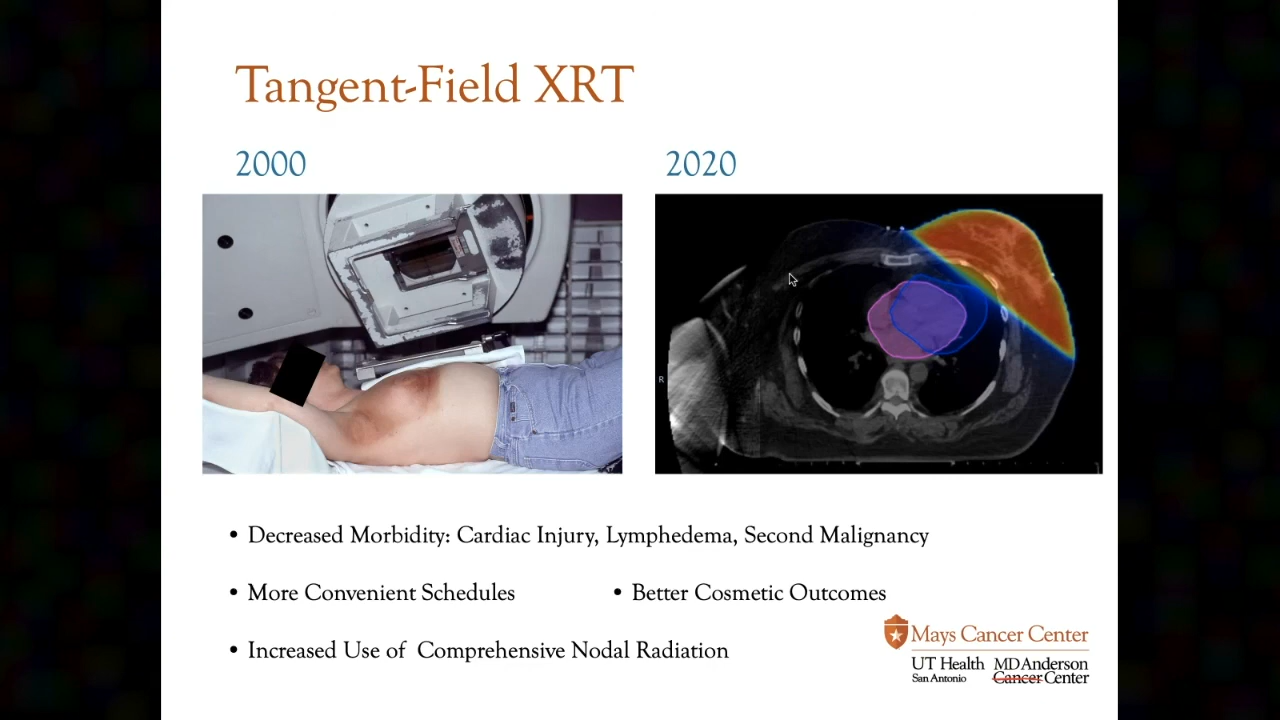 Tangent-Field XRT
2000
2020
R
• Decreased Morbidity: Cardiac Injury, Lymphedema, Second Malignancy
• More Convenient Schedules
• Better Cosmetic Outcomes
• Increased Use of Comprehensive Nodal Radiation
Mays Cancer Center
UT Health
San Antonio
MD Anderson
Cancer Center